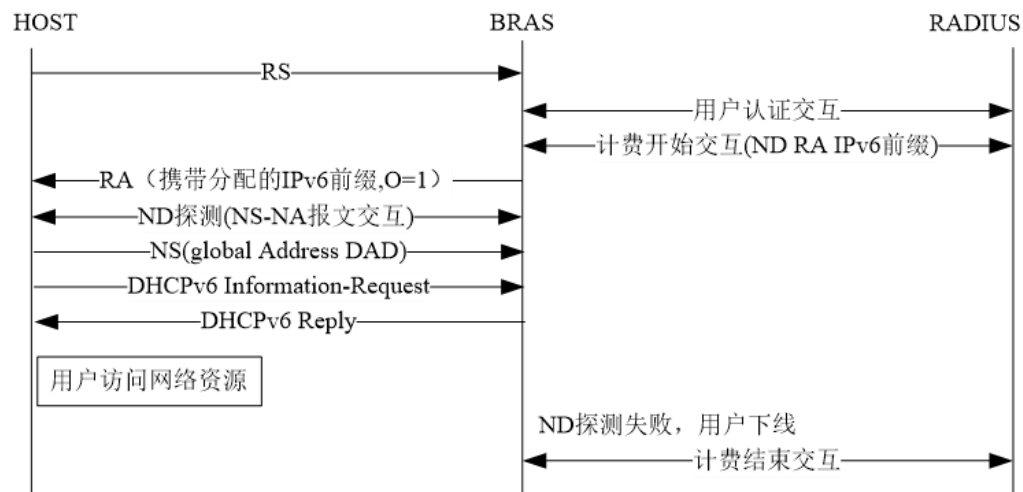 HOST
BRAS
RADIUS
RS
用户认证交互
计费开始交互(ND RA IPv6前缀)
RA（携带分配的IPv6前缀,O=1）
ND探测(NS-NA报文交互)
NS(global Address DAD)
DHCPv6 Information-Request
DHCPv6 Reply
用户访问网络资源
ND探测失败，用户下线
计费结束交互